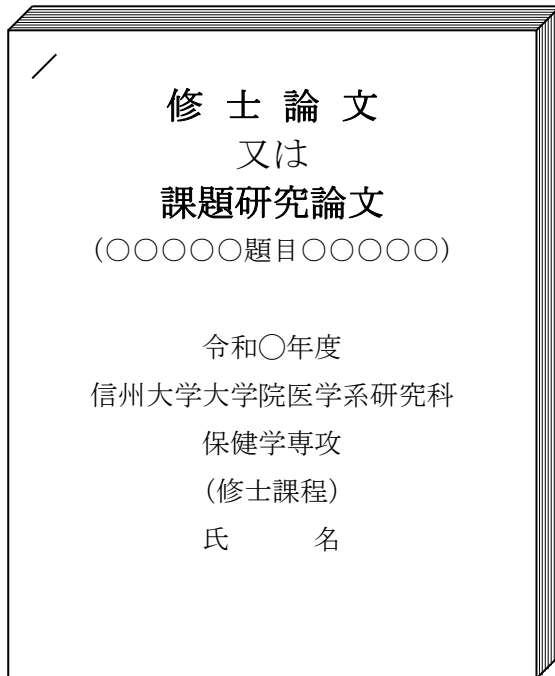 修 士 論 文
又は
課題研究論文
（○○○○○題目○○○○○）
令和○年度
信州大学大学院医学系研究科
保健学専攻
（修士課程）
氏　　　名